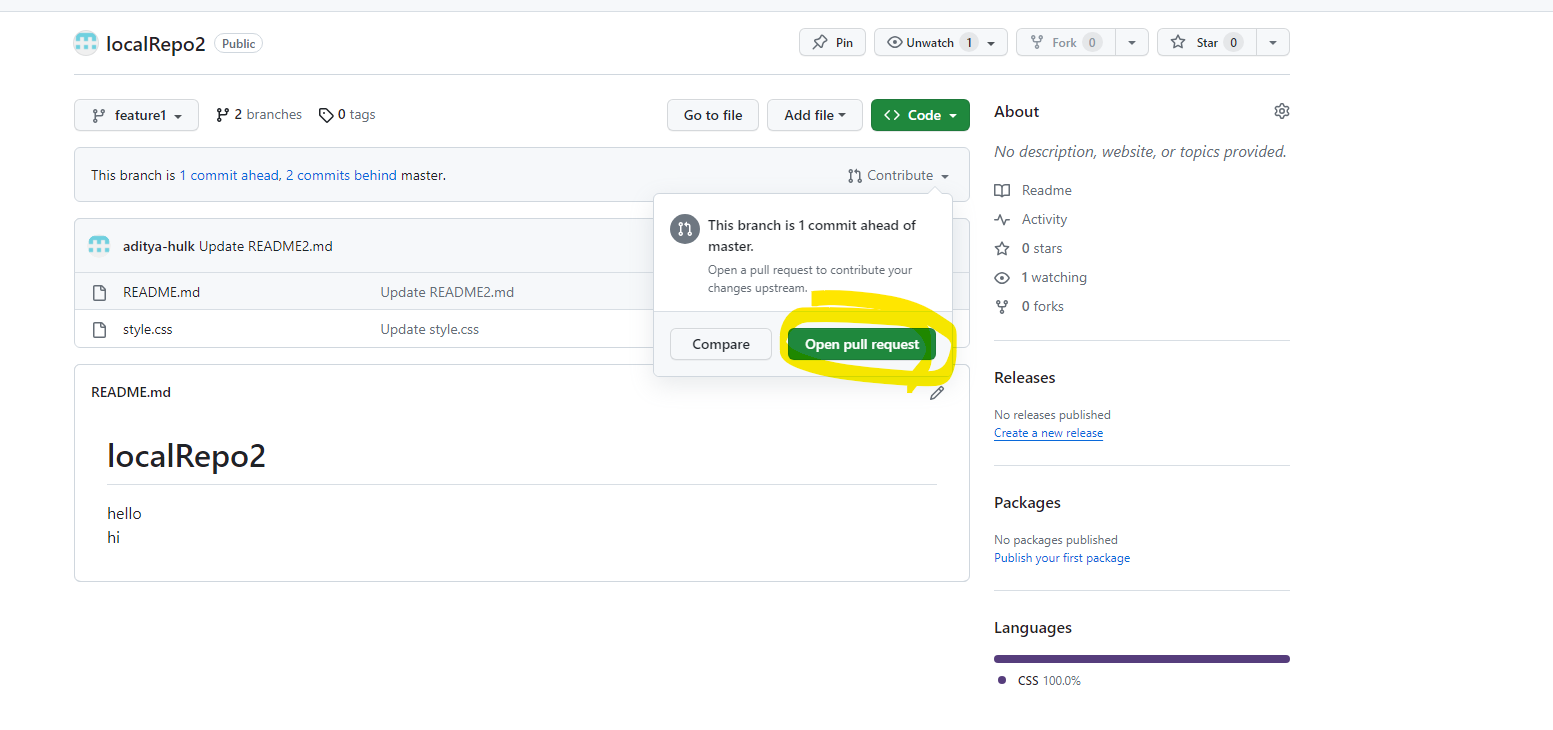 localRepo2 Public
Pin
Unwatch 1
Fork 0
Star 0
feature1
2 branches
0 tags
Go to file
Add file
Code
This branch is 1 commit ahead, 2 commits behind master.
Contribute
This branch is 1 commit ahead of
master.
Open a pull request to contribute your
changes upstream.
Compare
Open pull request
aditya-hulk Update README2.md
README.md Update README2.md
style.css Update style.css
README.md
localRepo2
hello
hi
About
No description, website, or topics provided.
Readme
Activity
0 stars
1 watching
0 forks
Releases
No releases published
Create a new release
Packages
No packages published
Publish your first package
Languages
CSS 100.0%